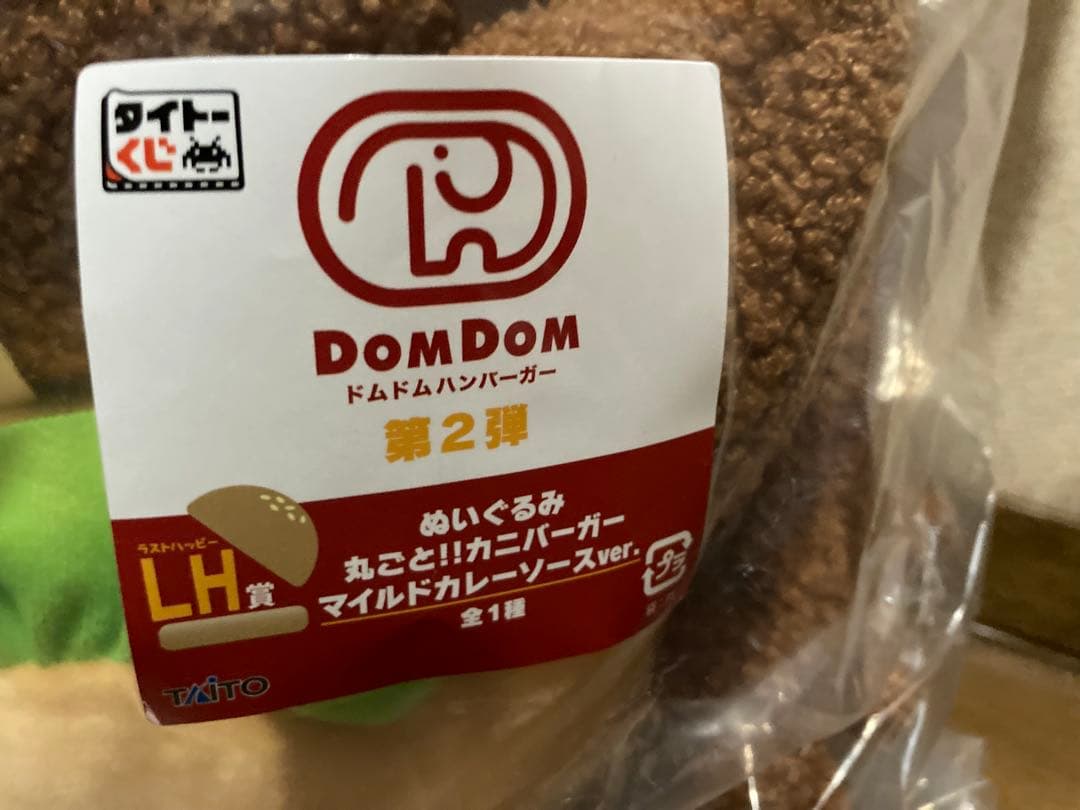 タイトー
くじ
DOMDOM
ドムドムハンバーガー
第2弾
ぬいぐるみ
丸ごと!!カニバーガー
マイルドカレーソースver.
全1種
ラストハッピー
LH賞
プラ
TAITO